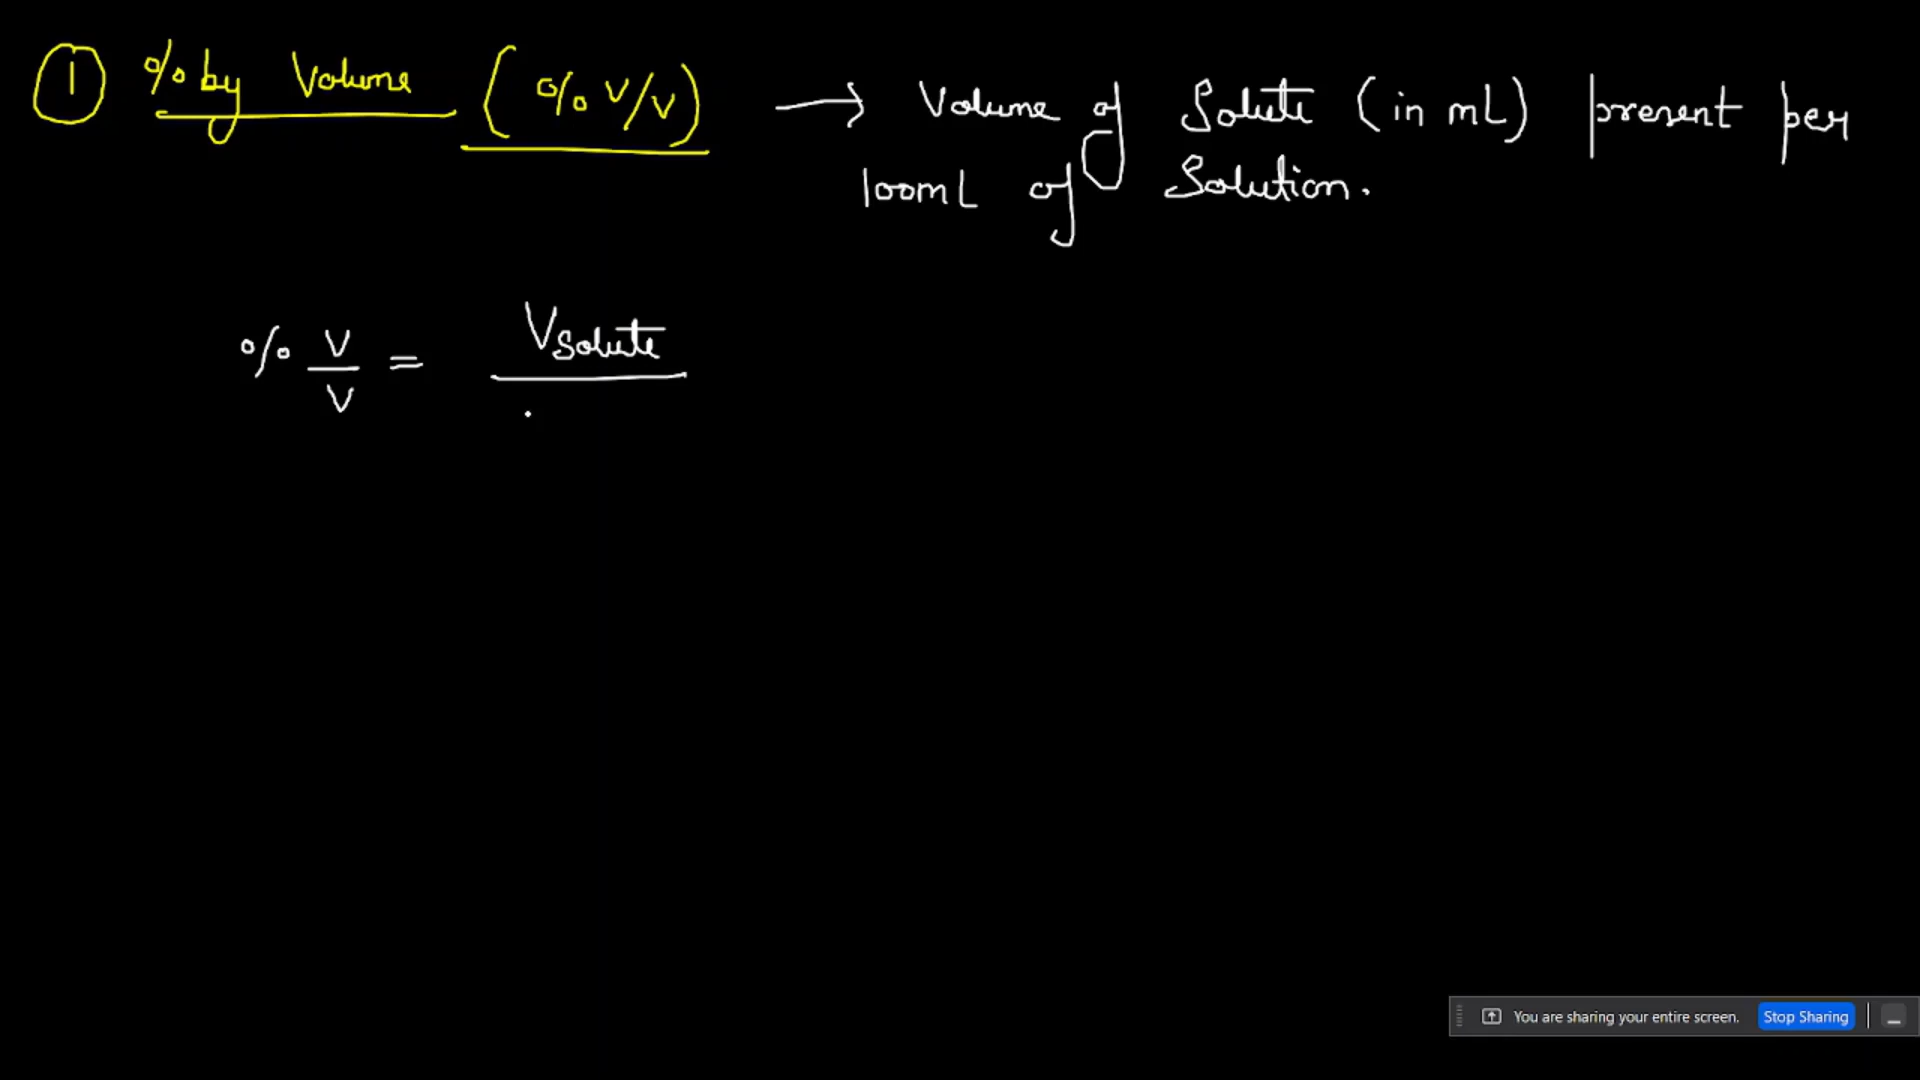 ① % by Volume (% V/V) → Volume of Solute (in mL) present per
100mL of Solution.
% V/V = V Solute
You are sharing your entire screen. Stop Sharing